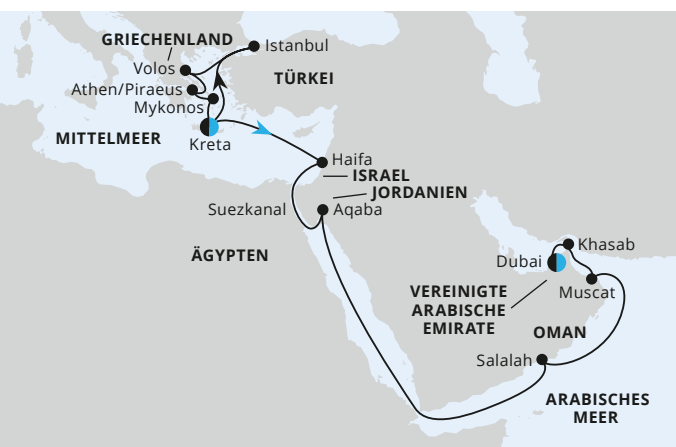 GRIECHENLAND
Istanbul
Volos
TÜRKEI
Athen/Piraeus
Mykonos
MITTELMEER
Kreta
Haifa
ISRAEL
JORDANIEN
Suezkanal
Aqaba
ÄGYPTEN
Khasab
Dubai
Muscat
VEREINIGTE
ARABISCHE
EMIRATE
OMAN
Salalah
ARABISCHES
MEER